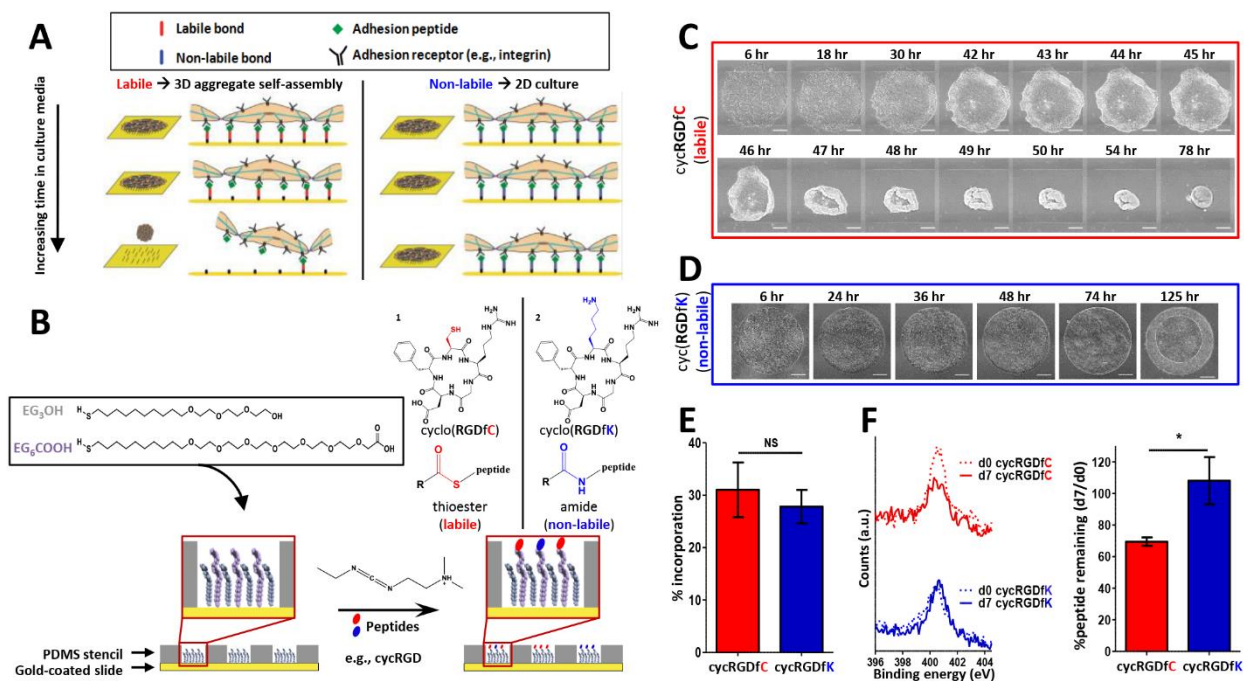 A
Labile bond
Non-labile bond
Adhesion peptide
Adhesion receptor (e.g., integrin)
Labile → 3D aggregate self-assembly
Non-labile → 2D culture
Increasing time in culture media
B
EG3OH
H
S
O
O
O
OH
EG6COOH
H
S
O
O
O
O
O
O
O
OH
1
SH
cyclo(RGDfC)
O
R
S
peptide
thioester
(labile)
2
H2N
cyclo(RGDfK)
O
R
N
H
peptide
amide
(non-labile)
N
N
NH
+
Peptides
e.g., cycRGD
PDMS stencil
Gold-coated slide
C
cycRGDfC
(labile)
6 hr 18 hr 30 hr 42 hr 43 hr 44 hr 45 hr
46 hr 47 hr 48 hr 49 hr 50 hr 54 hr 78 hr
D
cyc(RGDfK)
(non-labile)
6 hr 24 hr 36 hr 48 hr 74 hr 125 hr
E
NS
% incorporation
40
30
20
10
0
cycRGDfC cycRGDfK
F
d0 cycRGDfC
d7 cycRGDfC
d0 cycRGDfK
d7 cycRGDfK
Counts (a.u.)
396 398 400 402 404
Binding energy (eV)
*
%peptide remaining (d7/d0)
120
100
80
60
40
20
0
cycRGDfC cycRGDfK